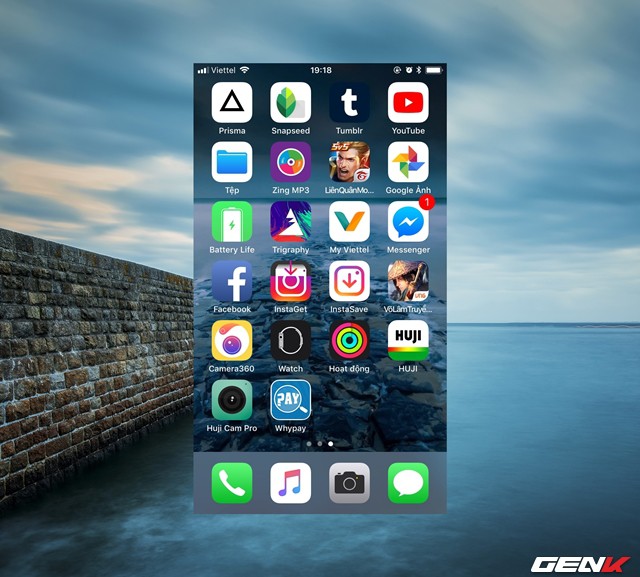 Viettel 19:18
Prisma Snapseed Tumblr YouTube
5v5
Tệp Zing MP3 LiênQuânMo... Google Ảnh
1
Battery Life Trigraphy My Viettel Messenger
Facebook InstaGet InstaSave VõLâmTruyề...
HUJI
Camera360 Watch Hoạt động HUJI
PAY
Huji Cam Pro Whypay
GENK